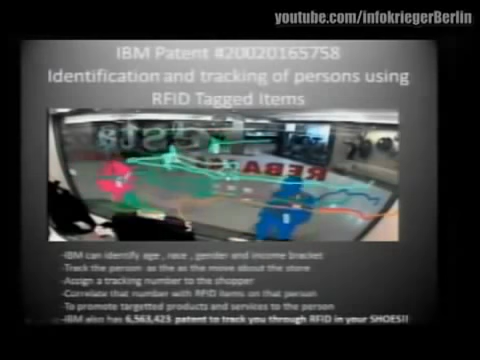 youtube.com/infokriegerBerlin
IBM Patent #20020165758
Identification and tracking of persons using
RFID Tagged Items
REBA
-IBM can identify age , race , gender and income bracket
-Track the person as the as the move about the store
-Assign a tracking number to the shopper
-Correlate that number with RFID items on that person
-To promote targetted products and services to the person
-IBM also has 6,563,423 patent to track you through RFID in your SHOES!!